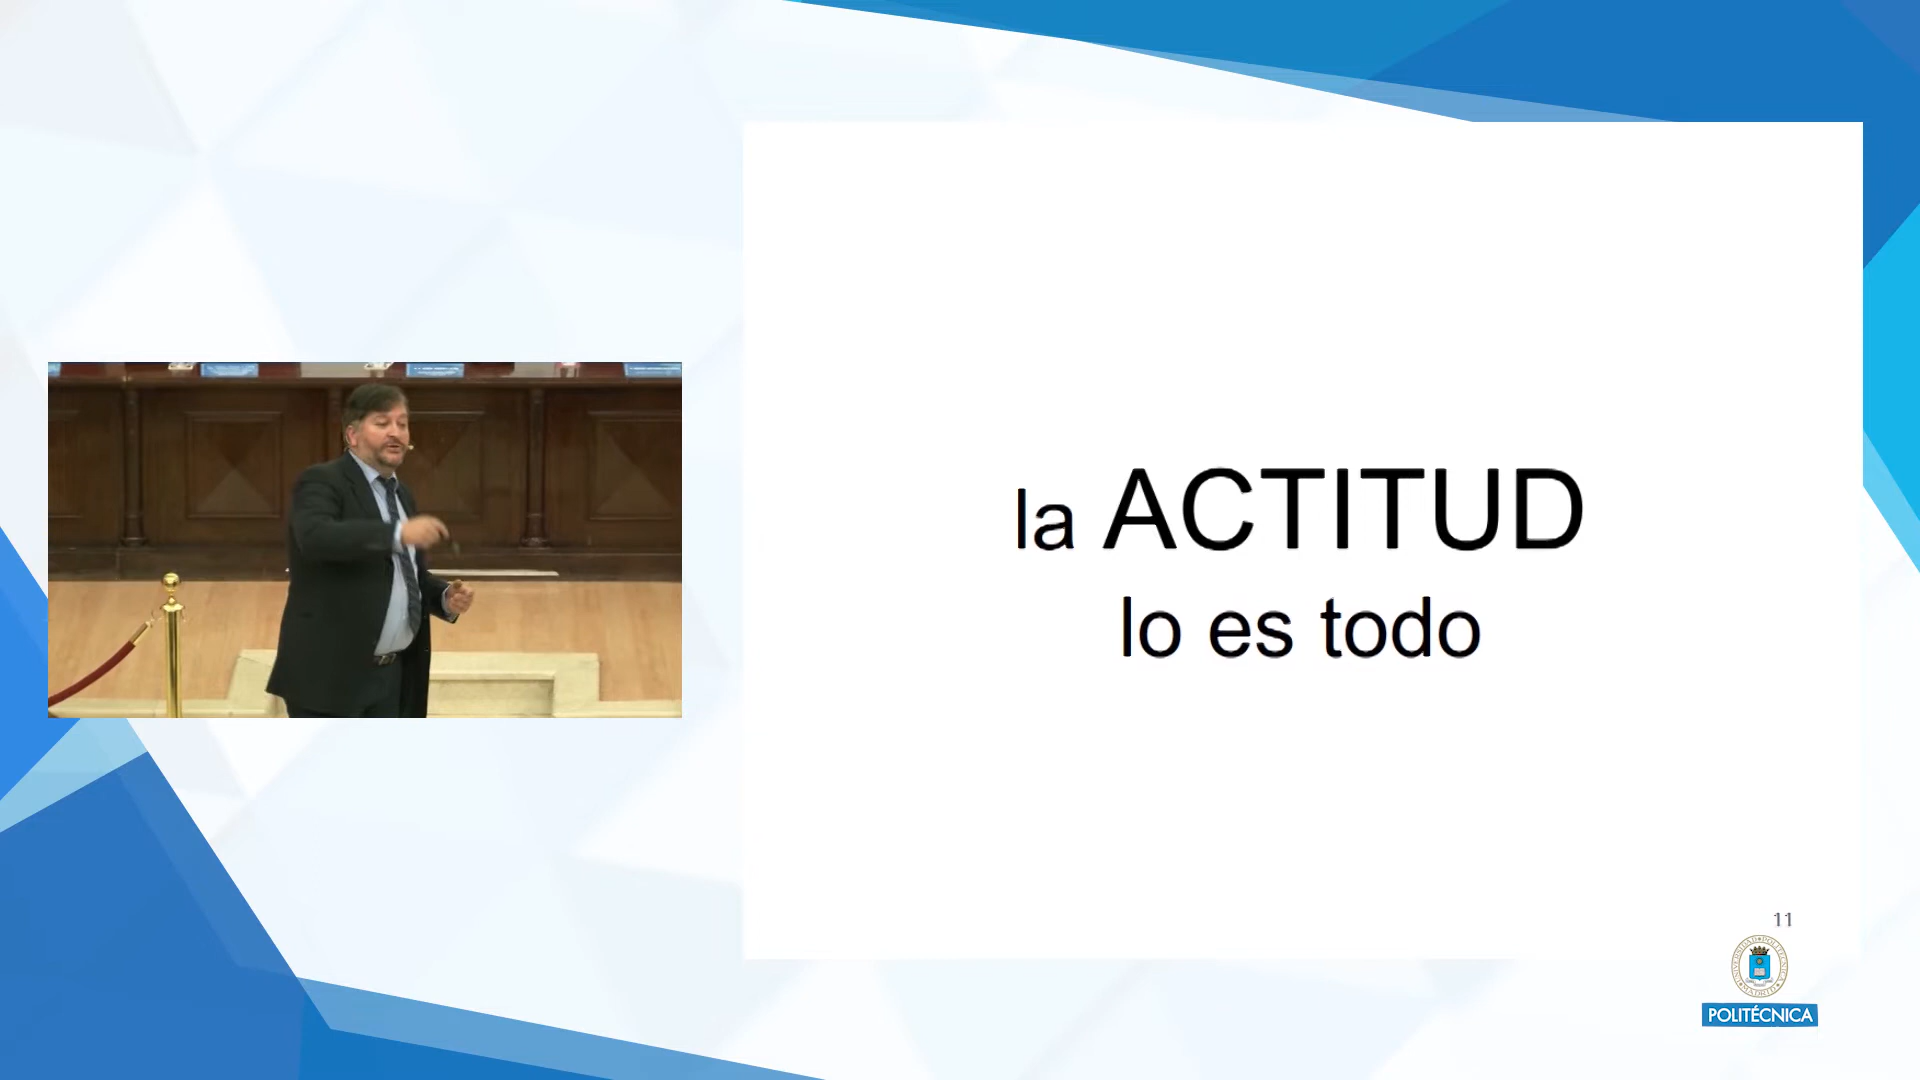 la ACTITUD
lo es todo
11
POLITÉCNICA